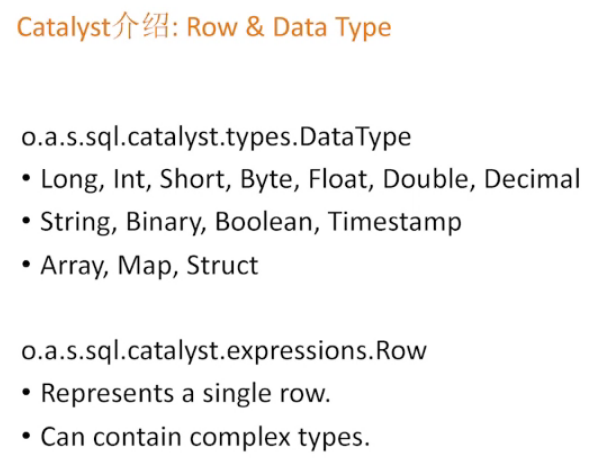 Catalyst介绍: Row & Data Type
o.a.s.sql.catalyst.types.DataType
• Long, Int, Short, Byte, Float, Double, Decimal
• String, Binary, Boolean, Timestamp
• Array, Map, Struct
o.a.s.sql.catalyst.expressions.Row
• Represents a single row.
• Can contain complex types.